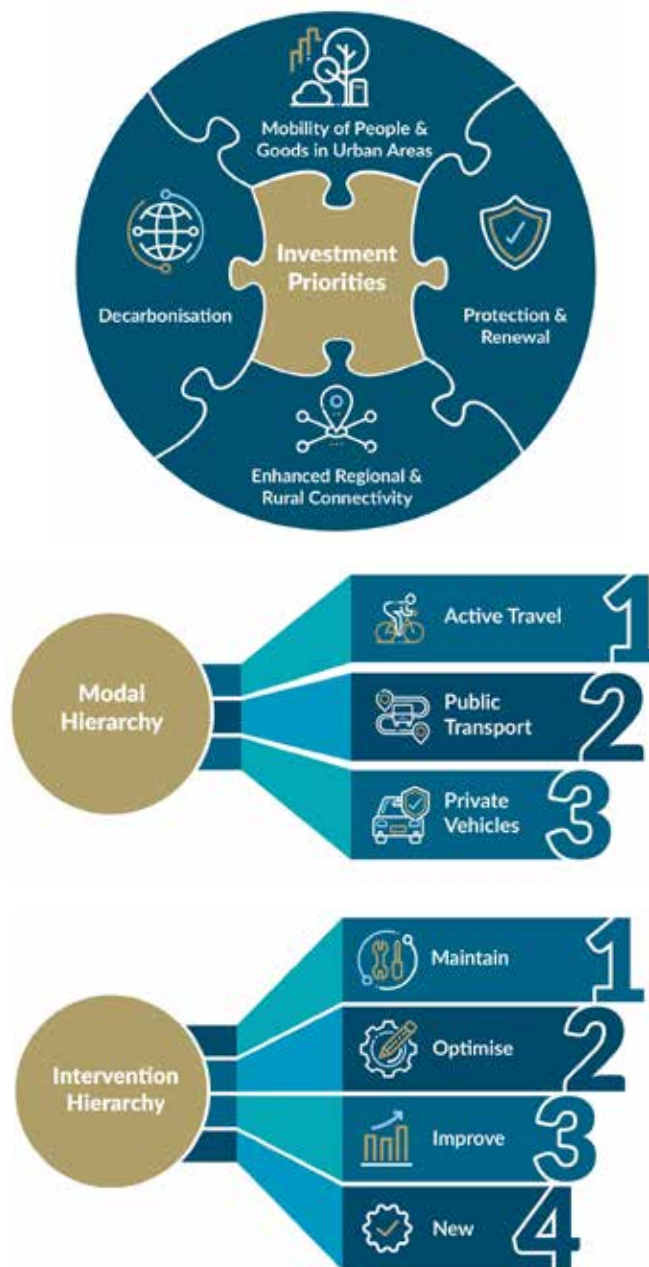 Mobility of People &
Goods in Urban Areas
Investment
Priorities
Decarbonisation
Protection &
Renewal
Enhanced Regional &
Rural Connectivity
Modal
Hierarchy
Active Travel
1
Public
Transport
2
Private
Vehicles
3
Intervention
Hierarchy
Maintain
1
Optimise
2
Improve
3
New
4